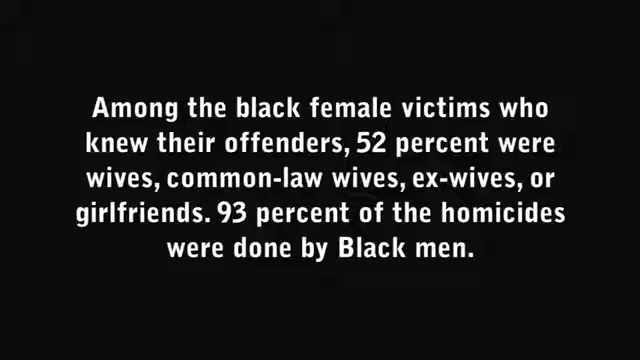 Among the black female victims who
knew their offenders, 52 percent were
wives, common-law wives, ex-wives, or
girlfriends. 93 percent of the homicides
were done by Black men.